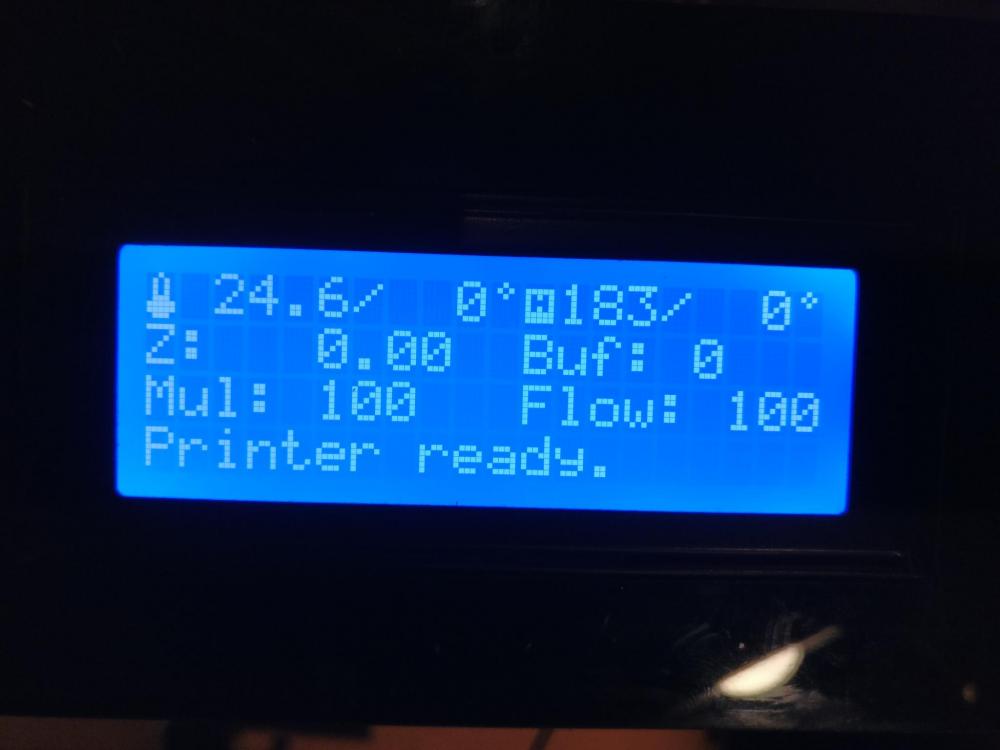 24.6/ 0° 183/ 0°
Z: 0.00 Buf: 0
Mul: 100 Flow: 100
Printer ready.